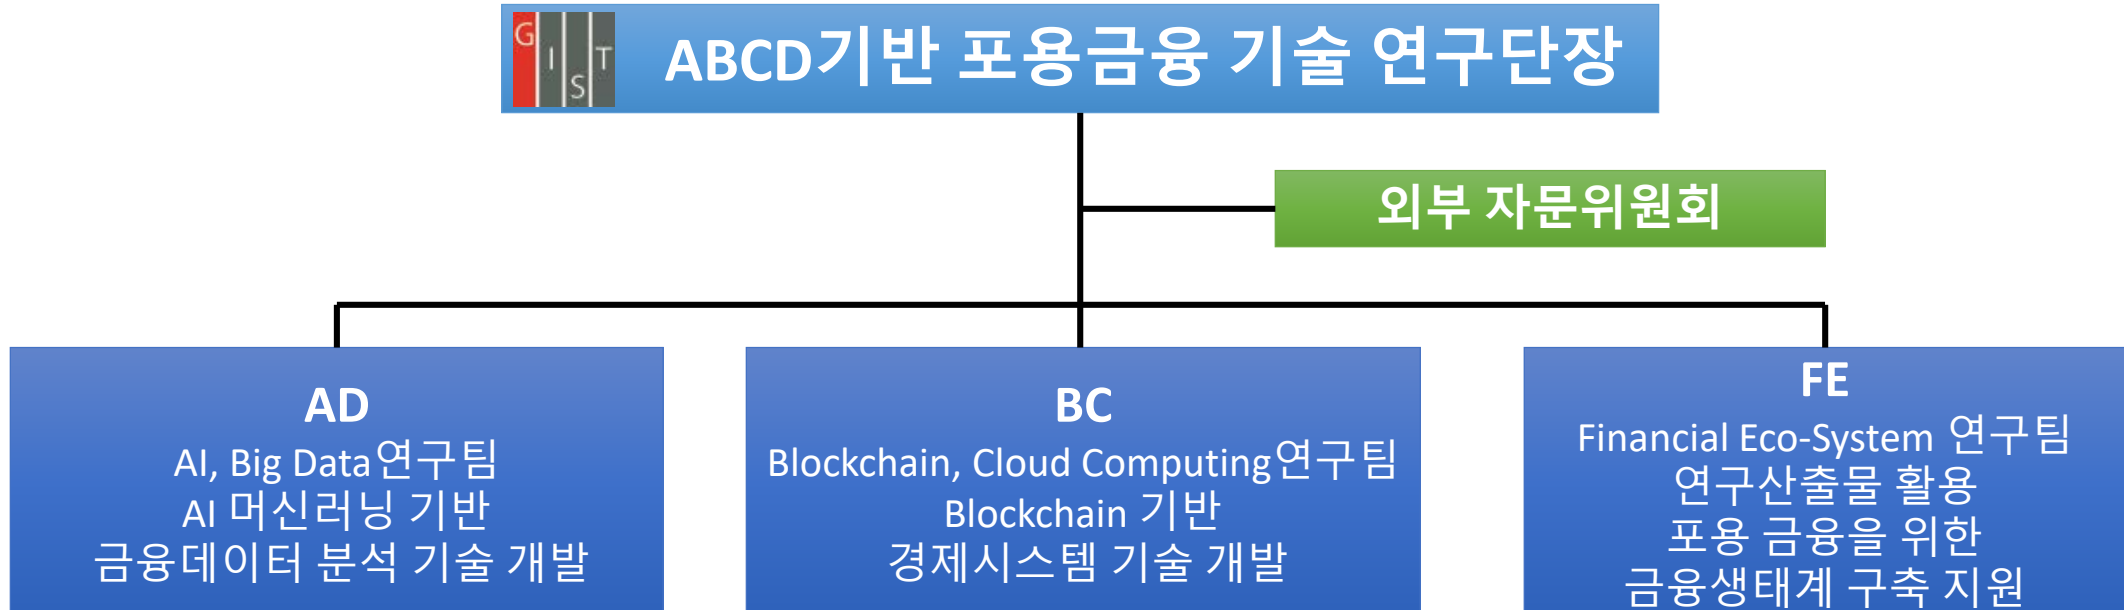 GIST
ABCD기반 포용금융 기술 연구단장
외부 자문위원회
AD
AI, Big Data연구팀
AI 머신러닝 기반
금융데이터 분석 기술 개발
BC
Blockchain, Cloud Computing연구팀
Blockchain 기반
경제시스템 기술 개발
FE
Financial Eco-System 연구팀
연구산출물 활용
포용 금융을 위한
금융생태계 구축 지원